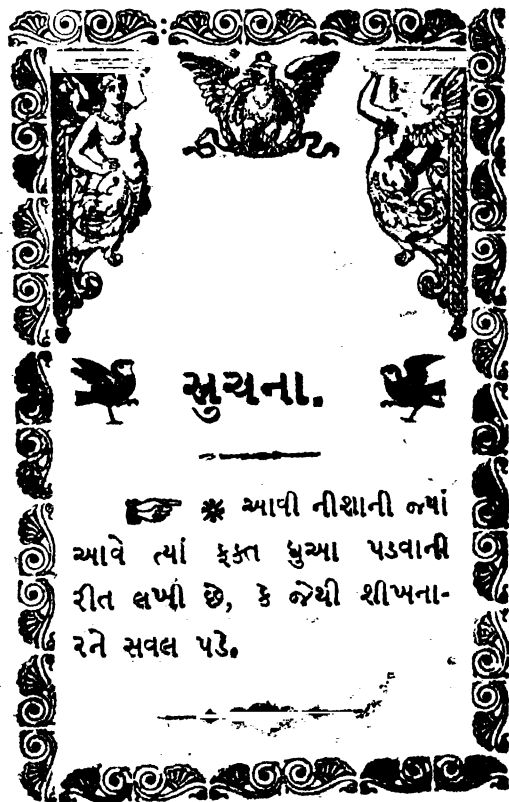 સુચના.
☞ * આવી નીશાની જ્યાં
આવે ત્યાં ફક્ત ધ્રુઆ પડવાની
રીત લખી છે, કે જેથી શીખના-
રને સવલ પડે.